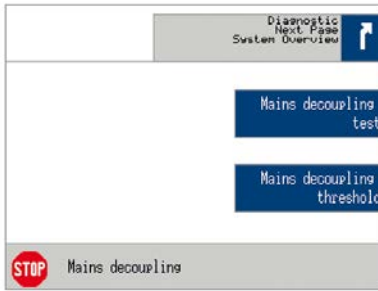 Diagnostic
Next Page
System Overview
Mains decoupling
test
Mains decoupling
threshold
STOP
Mains decoupling